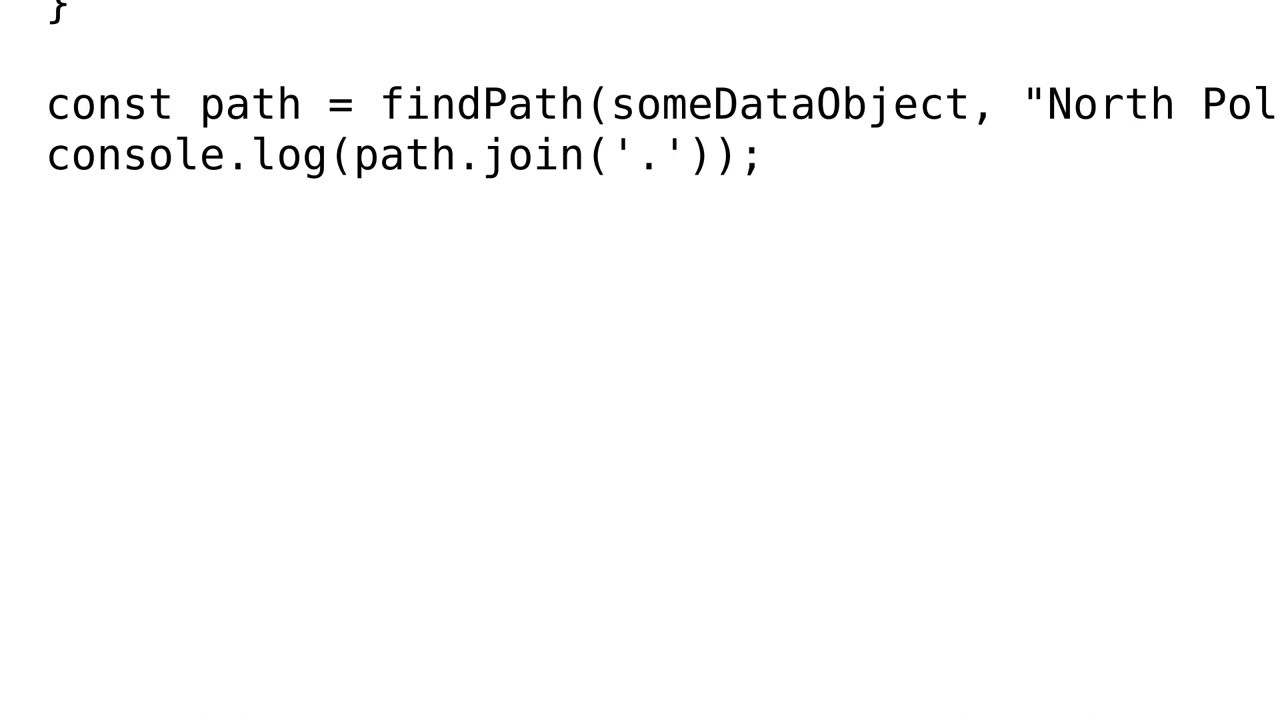 }
const path = findPath(someDataObject, "North Pol
console.log(path.join('.'));